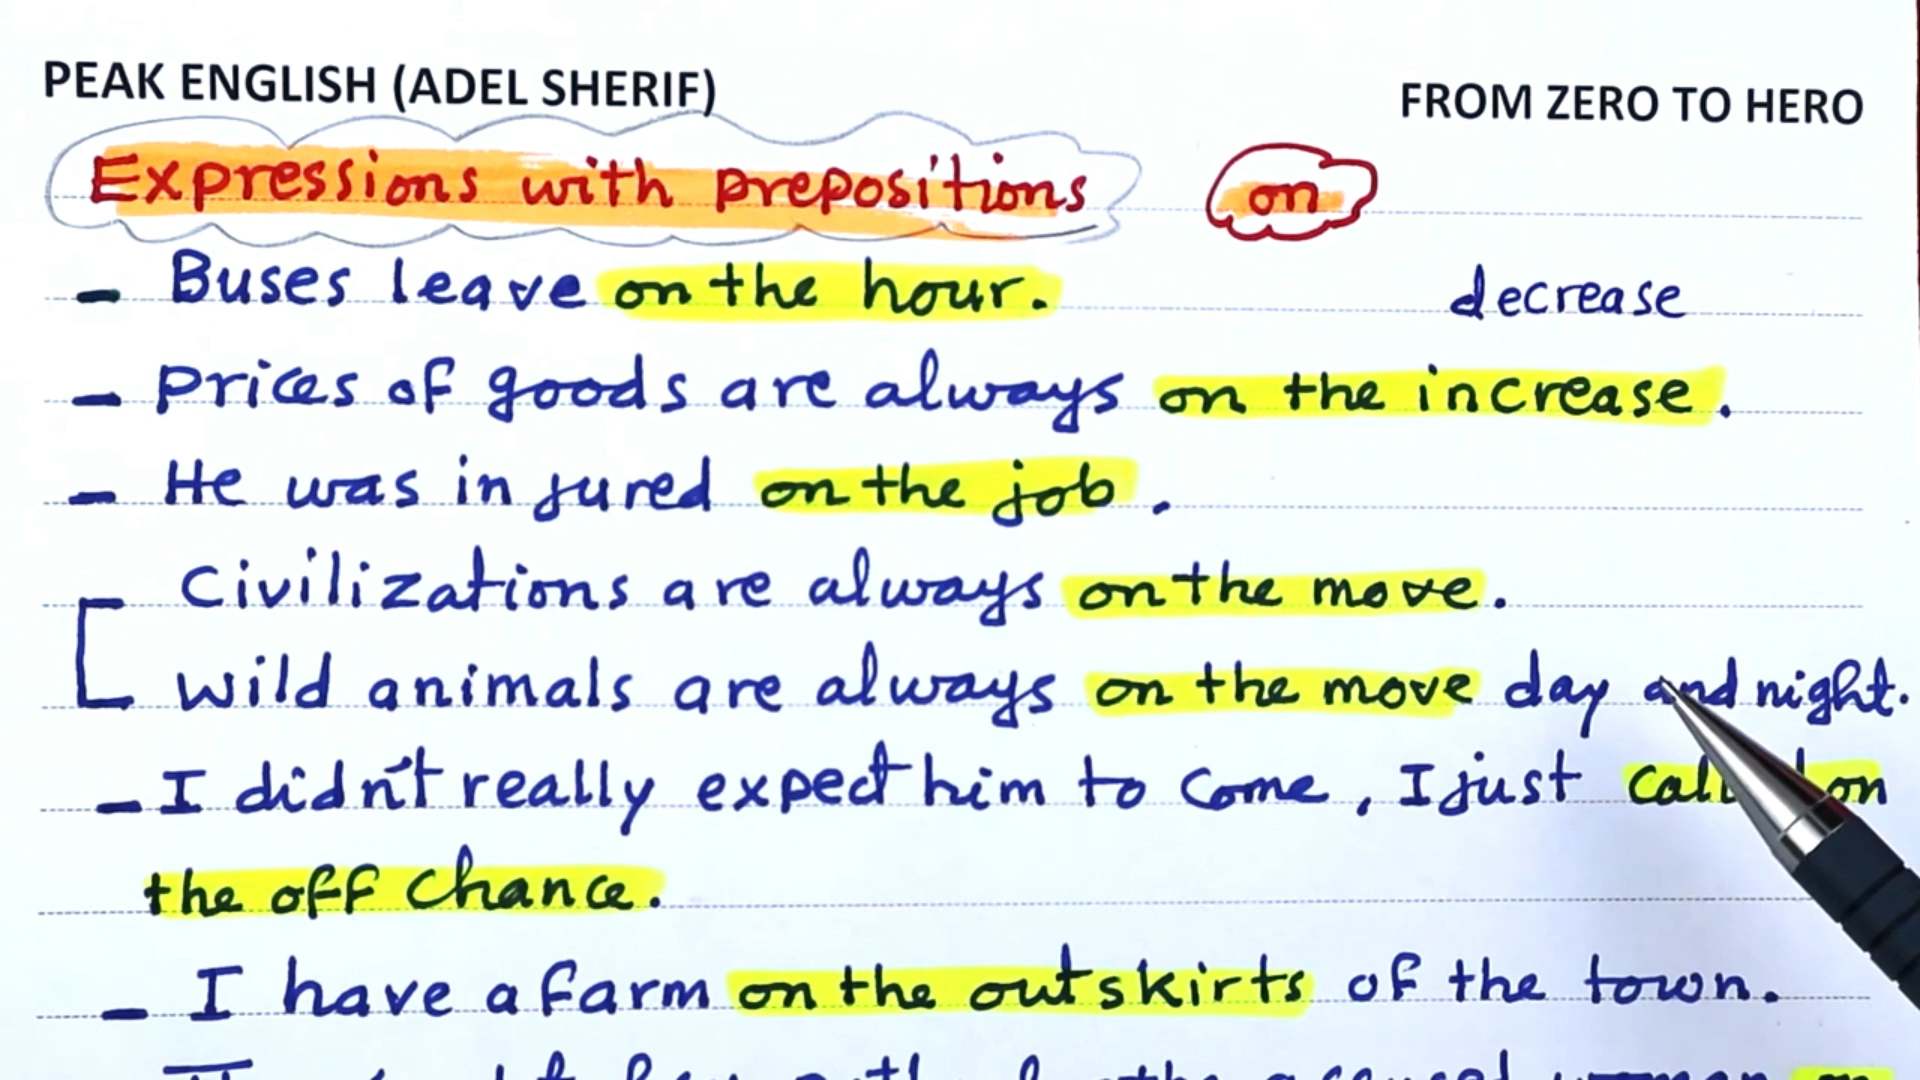 PEAK ENGLISH (ADEL SHERIF) FROM ZERO TO HERO
Expressions with prepositions on
- Buses leave on the hour. decrease
- Prices of goods are always on the increase.
- He was injured on the job.
Civilizations are always on the move.
wild animals are always on the move day and night.
- I didn't really expect him to come, I just on
the off chance.
- I have a farm on the outskirts of the town.